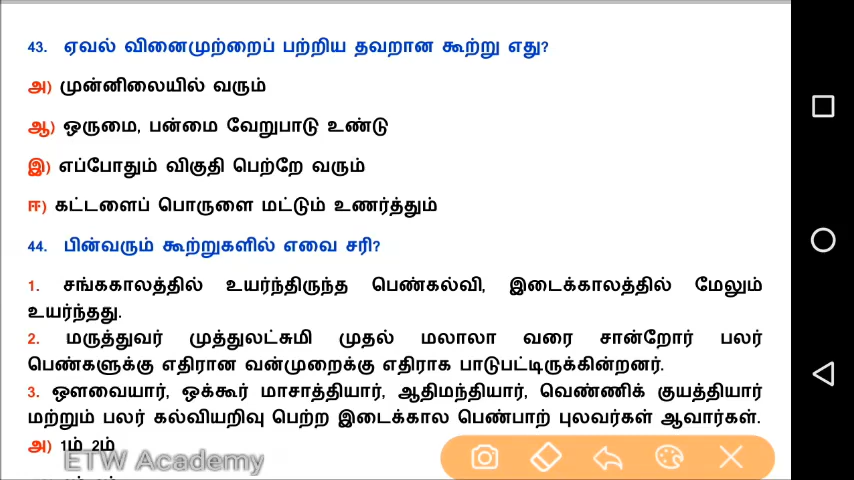 43. ஏவல் வினைமுற்றைப் பற்றிய தவறான கூற்று எது?
அ) முன்னிலையில் வரும்
ஆ) ஒருமை, பன்மை வேறுபாடு உண்டு
இ) எப்போதும் விகுதி பெற்றே வரும்
ஈ) கட்டளைப் பொருளை மட்டும் உணர்த்தும்
44. பின்வரும் கூற்றுகளில் எவை சரி?
1. சங்ககாலத்தில் உயர்ந்திருந்த பெண்கல்வி, இடைக்காலத்தில் மேலும்
உயர்ந்தது.
2. மருத்துவர் முத்துலட்சுமி முதல் மலாலா வரை சான்றோர் பலர்
பெண்களுக்கு எதிரான வன்முறைக்கு எதிராக பாடுபட்டிருக்கின்றனர்.
3. ஔவையார், ஒக்கூர் மாசாத்தியார், ஆதிமந்தியார், வெண்ணிக் குயத்தியார்
மற்றும் பலர் கல்வியறிவு பெற்ற இடைக்கால பெண்பாற் புலவர்கள் ஆவார்கள்.
அ) 1ம் 2ம்
ETW Academy